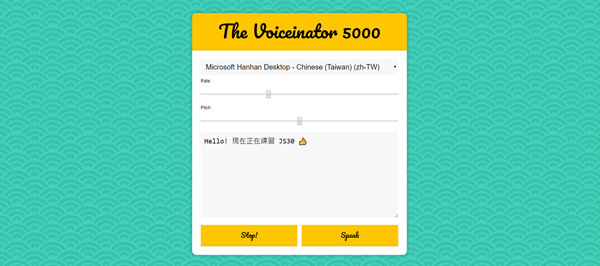 The Voiceinator 5000
Microsoft Hanhan Desktop - Chinese (Taiwan) (zh-TW)
Rate:
Pitch:
Hello! 現在正在練習 JS30 👍
Stop!
Speak